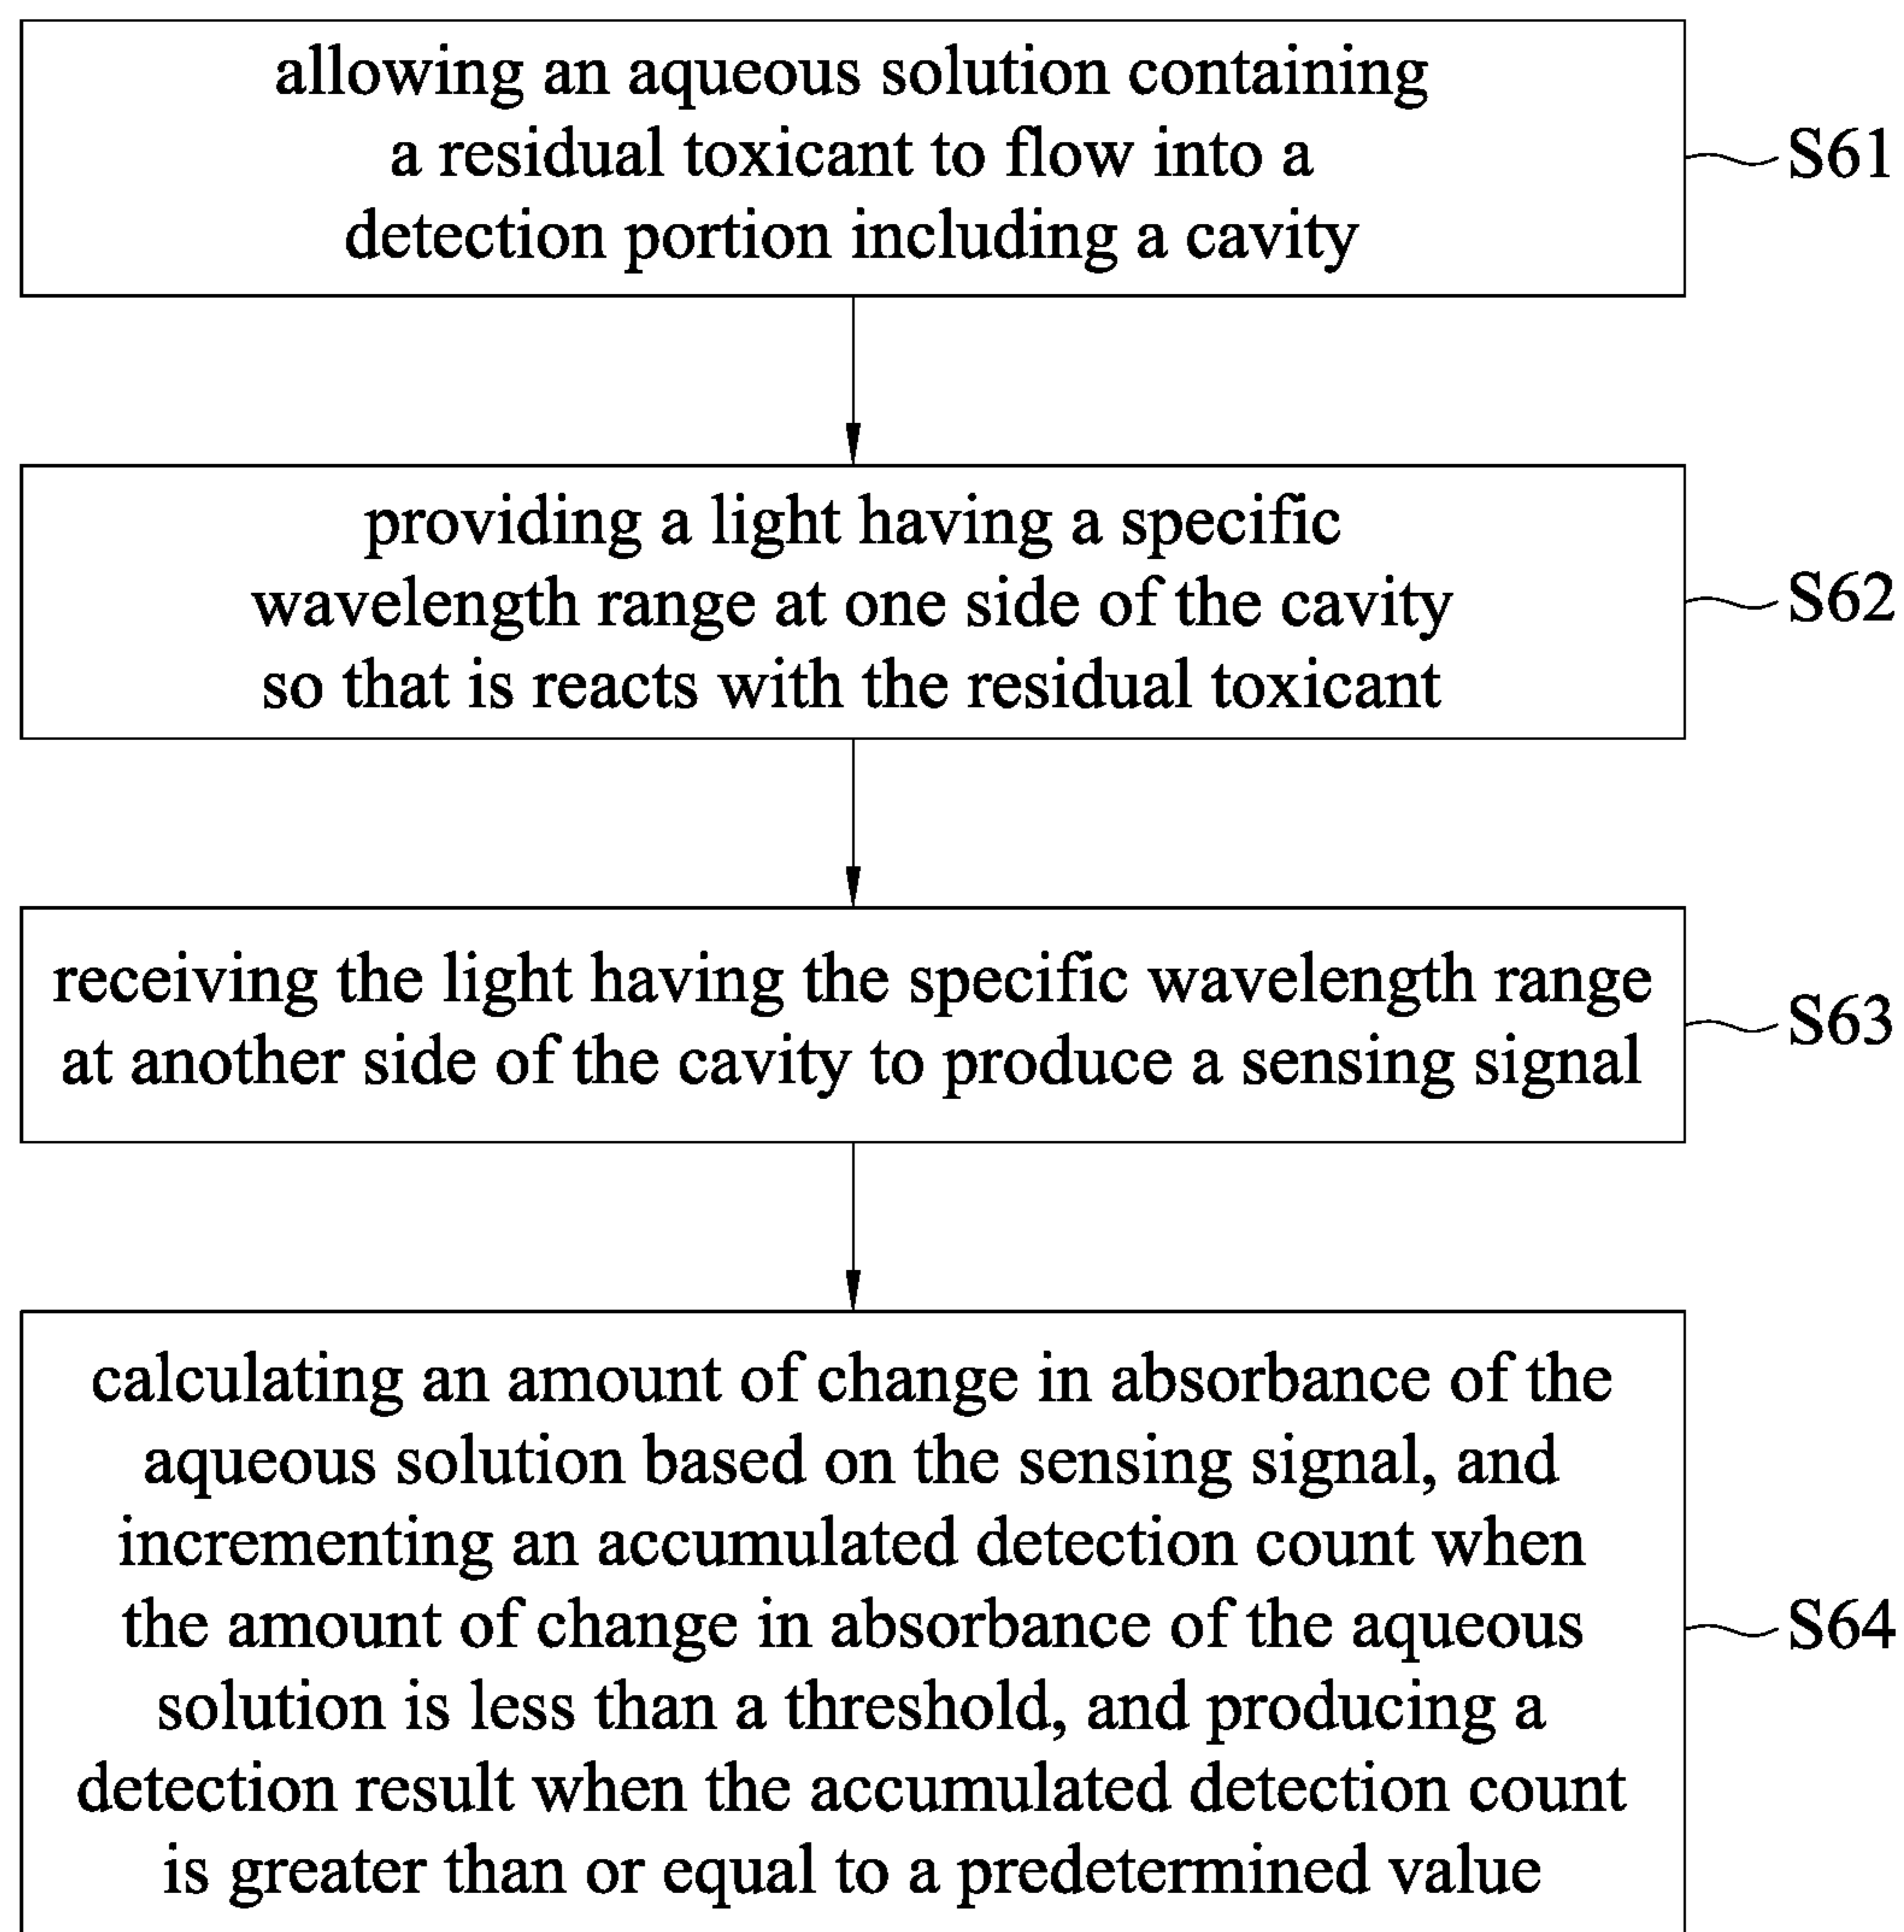 allowing an aqueous solution containing
a residual toxicant to flow into a
detection portion including a cavity
S61
providing a light having a specific
wavelength range at one side of the cavity
so that is reacts with the residual toxicant
S62
receiving the light having the specific wavelength range
at another side of the cavity to produce a sensing signal
S63
calculating an amount of change in absorbance of the
aqueous solution based on the sensing signal, and
incrementing an accumulated detection count when
the amount of change in absorbance of the aqueous
solution is less than a threshold, and producing a
detection result when the accumulated detection count
is greater than or equal to a predetermined value
S64